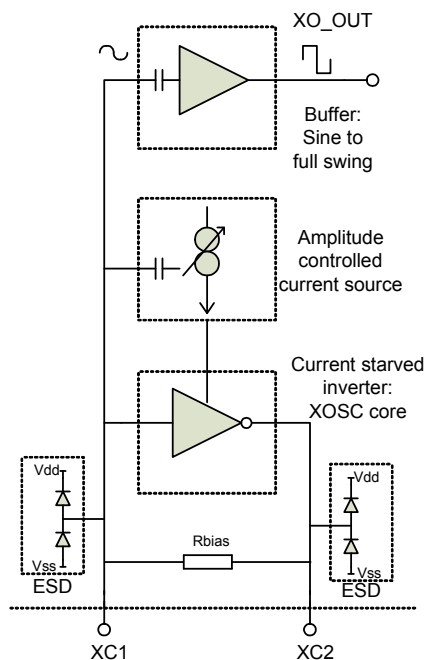 XO_OUT
Buffer:
Sine to
full swing
Amplitude
controlled
current source
Current starved
inverter:
XOSC core
Vdd
Vss
ESD
Rbias
Vdd
Vss
ESD
XC1
XC2